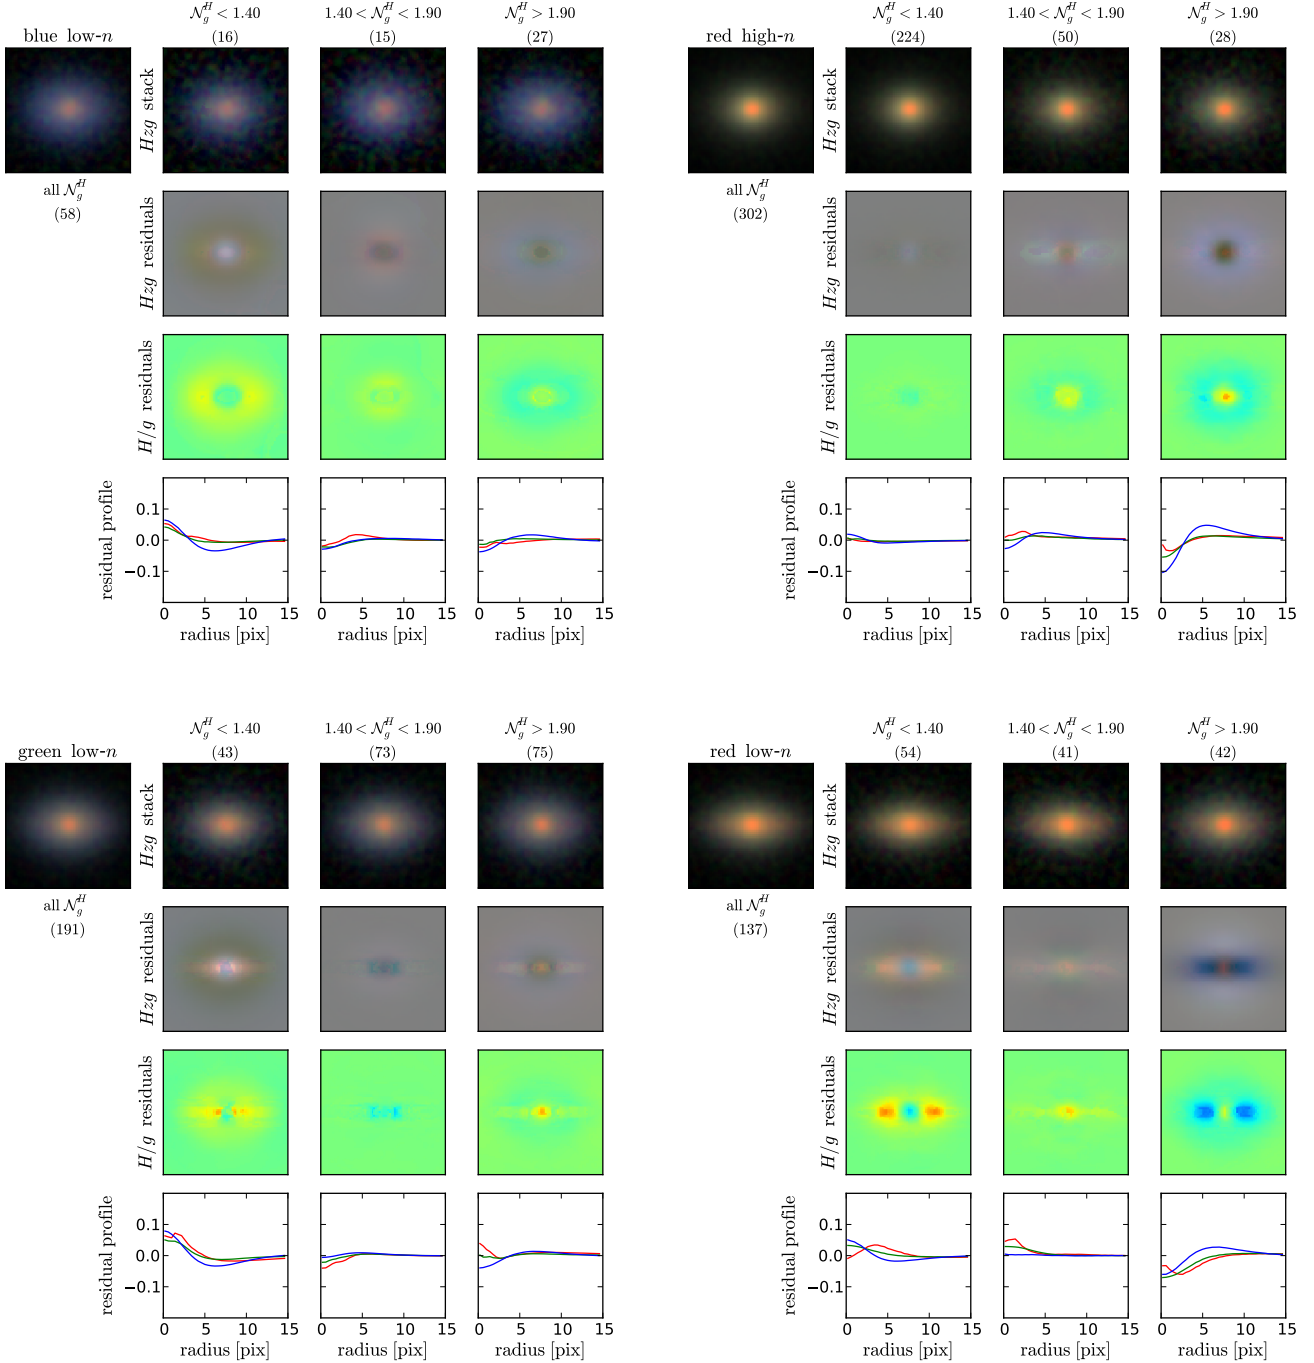 𝒩_g^H < 1.40 1.40 < 𝒩_g^H < 1.90 𝒩_g^H > 1.90
blue low-n (16) (15) (27)
Hzg stack
all 𝒩_g^H
(58)
Hzg residuals
H/g residuals
residual profile
0.1
0.0
−0.1
0 5 10 15 0 5 10 15 0 5 10 15
radius [pix] radius [pix] radius [pix]
𝒩_g^H < 1.40 1.40 < 𝒩_g^H < 1.90 𝒩_g^H > 1.90
red high-n (224) (50) (28)
Hzg stack
all 𝒩_g^H
(302)
Hzg residuals
H/g residuals
residual profile
0.1
0.0
−0.1
0 5 10 15 0 5 10 15 0 5 10 15
radius [pix] radius [pix] radius [pix]
𝒩_g^H < 1.40 1.40 < 𝒩_g^H < 1.90 𝒩_g^H > 1.90
green low-n (43) (73) (75)
Hzg stack
all 𝒩_g^H
(191)
Hzg residuals
H/g residuals
residual profile
0.1
0.0
−0.1
0 5 10 15 0 5 10 15 0 5 10 15
radius [pix] radius [pix] radius [pix]
𝒩_g^H < 1.40 1.40 < 𝒩_g^H < 1.90 𝒩_g^H > 1.90
red low-n (54) (41) (42)
Hzg stack
all 𝒩_g^H
(137)
Hzg residuals
H/g residuals
residual profile
0.1
0.0
−0.1
0 5 10 15 0 5 10 15 0 5 10 15
radius [pix] radius [pix] radius [pix]